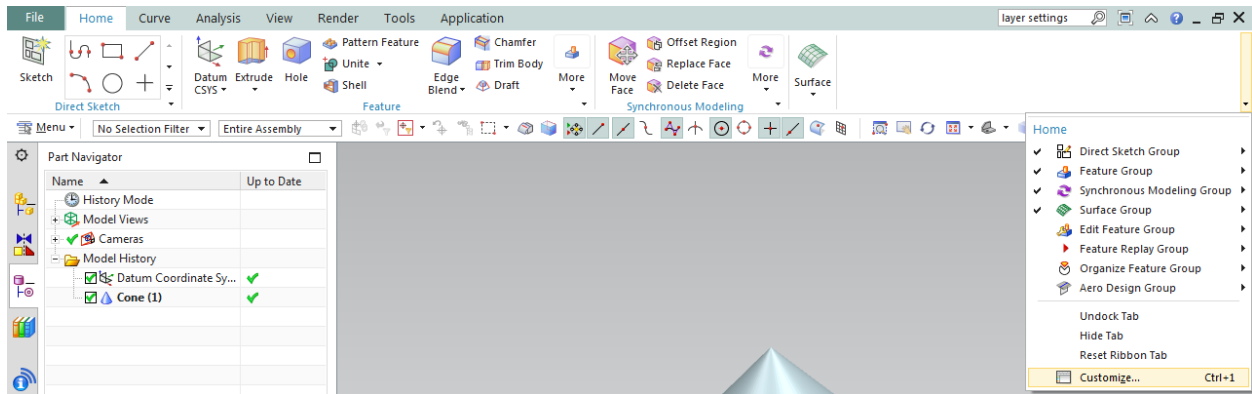 File Home Curve Analysis View Render Tools Application layer settings
Sketch
Direct Sketch
Datum CSYS
Extrude
Hole
Pattern Feature
Unite
Shell
Edge Blend
Chamfer
Trim Body
Draft
More
Feature
Move Face
Offset Region
Replace Face
Delete Face
More
Synchronous Modeling
Surface
Menu No Selection Filter Entire Assembly
Part Navigator
Name Up to Date
History Mode
Model Views
Cameras
Model History
Datum Coordinate Sy...
Cone (1)
Home
Direct Sketch Group
Feature Group
Synchronous Modeling Group
Surface Group
Edit Feature Group
Feature Replay Group
Organize Feature Group
Aero Design Group
Undock Tab
Hide Tab
Reset Ribbon Tab
Customize... Ctrl+1